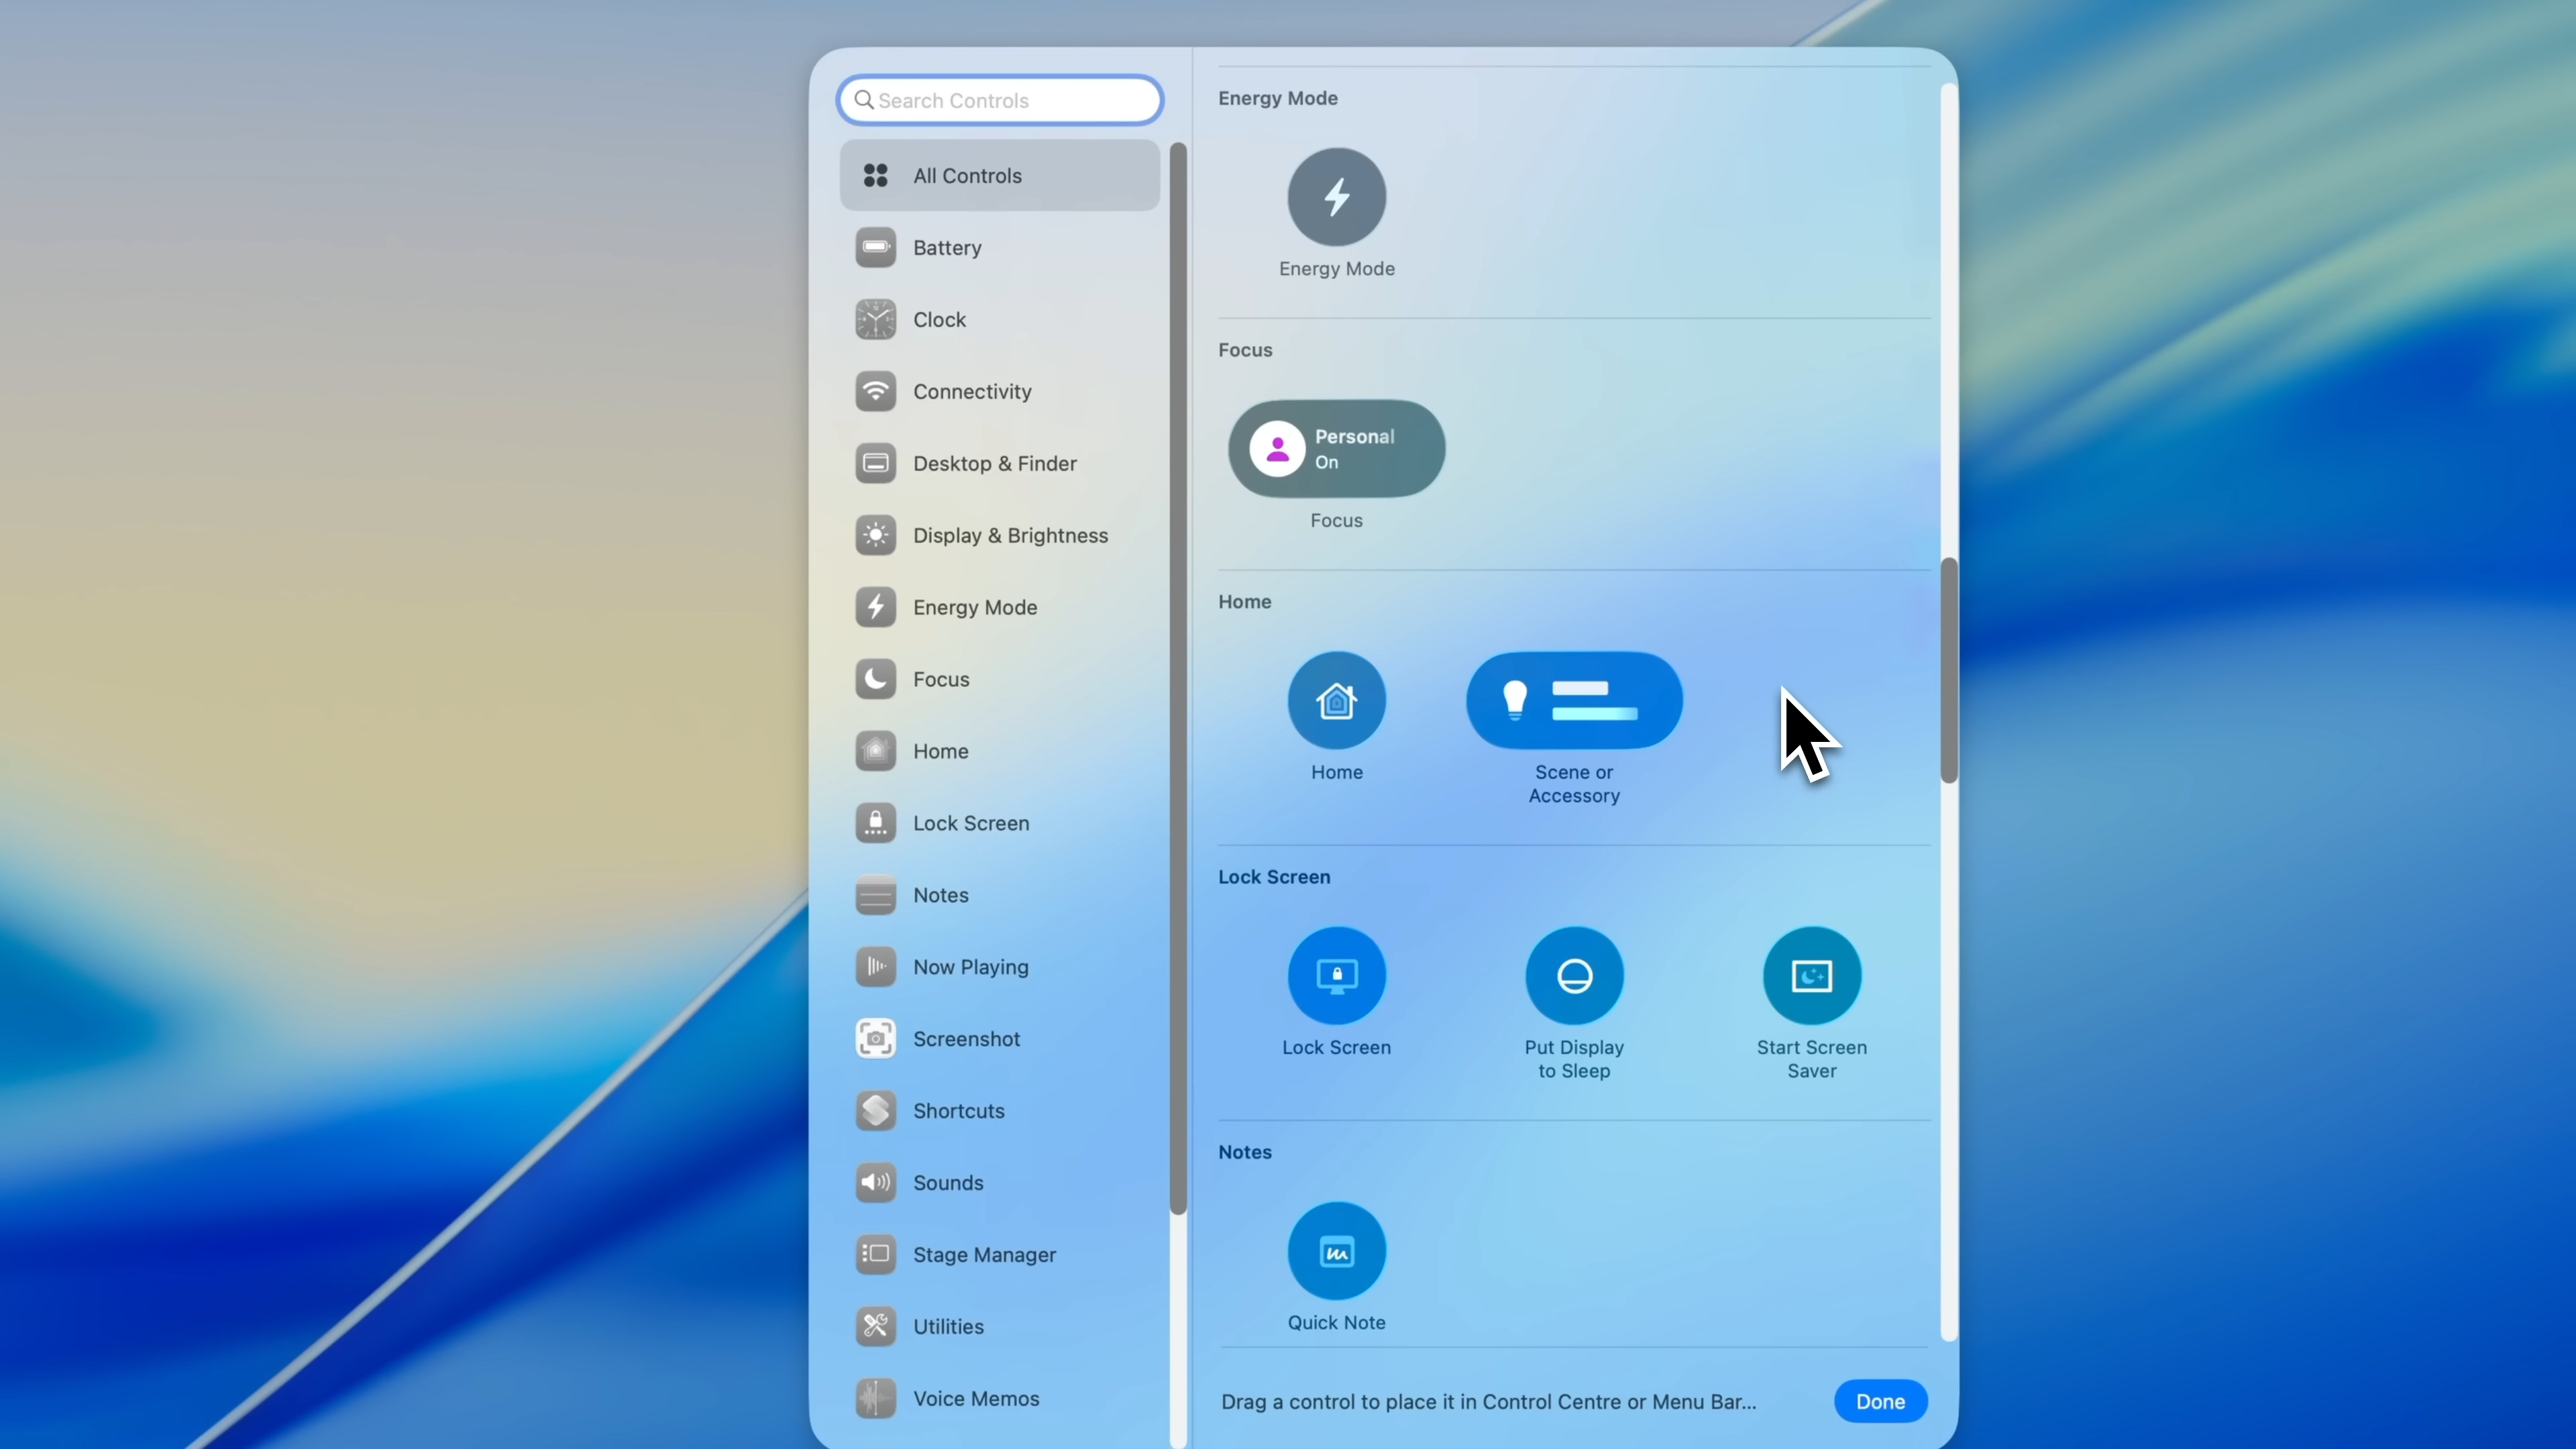 Search Controls
All Controls
Battery
Clock
Connectivity
Desktop & Finder
Display & Brightness
Energy Mode
Focus
Home
Lock Screen
Notes
Now Playing
Screenshot
Shortcuts
Sounds
Stage Manager
Utilities
Voice Memos
Energy Mode
Energy Mode
Focus
Personal
On
Focus
Home
Home
Scene or
Accessory
Lock Screen
Lock Screen
Put Display
to Sleep
Start Screen
Saver
Notes
Quick Note
Drag a control to place it in Control Centre or Menu Bar...
Done